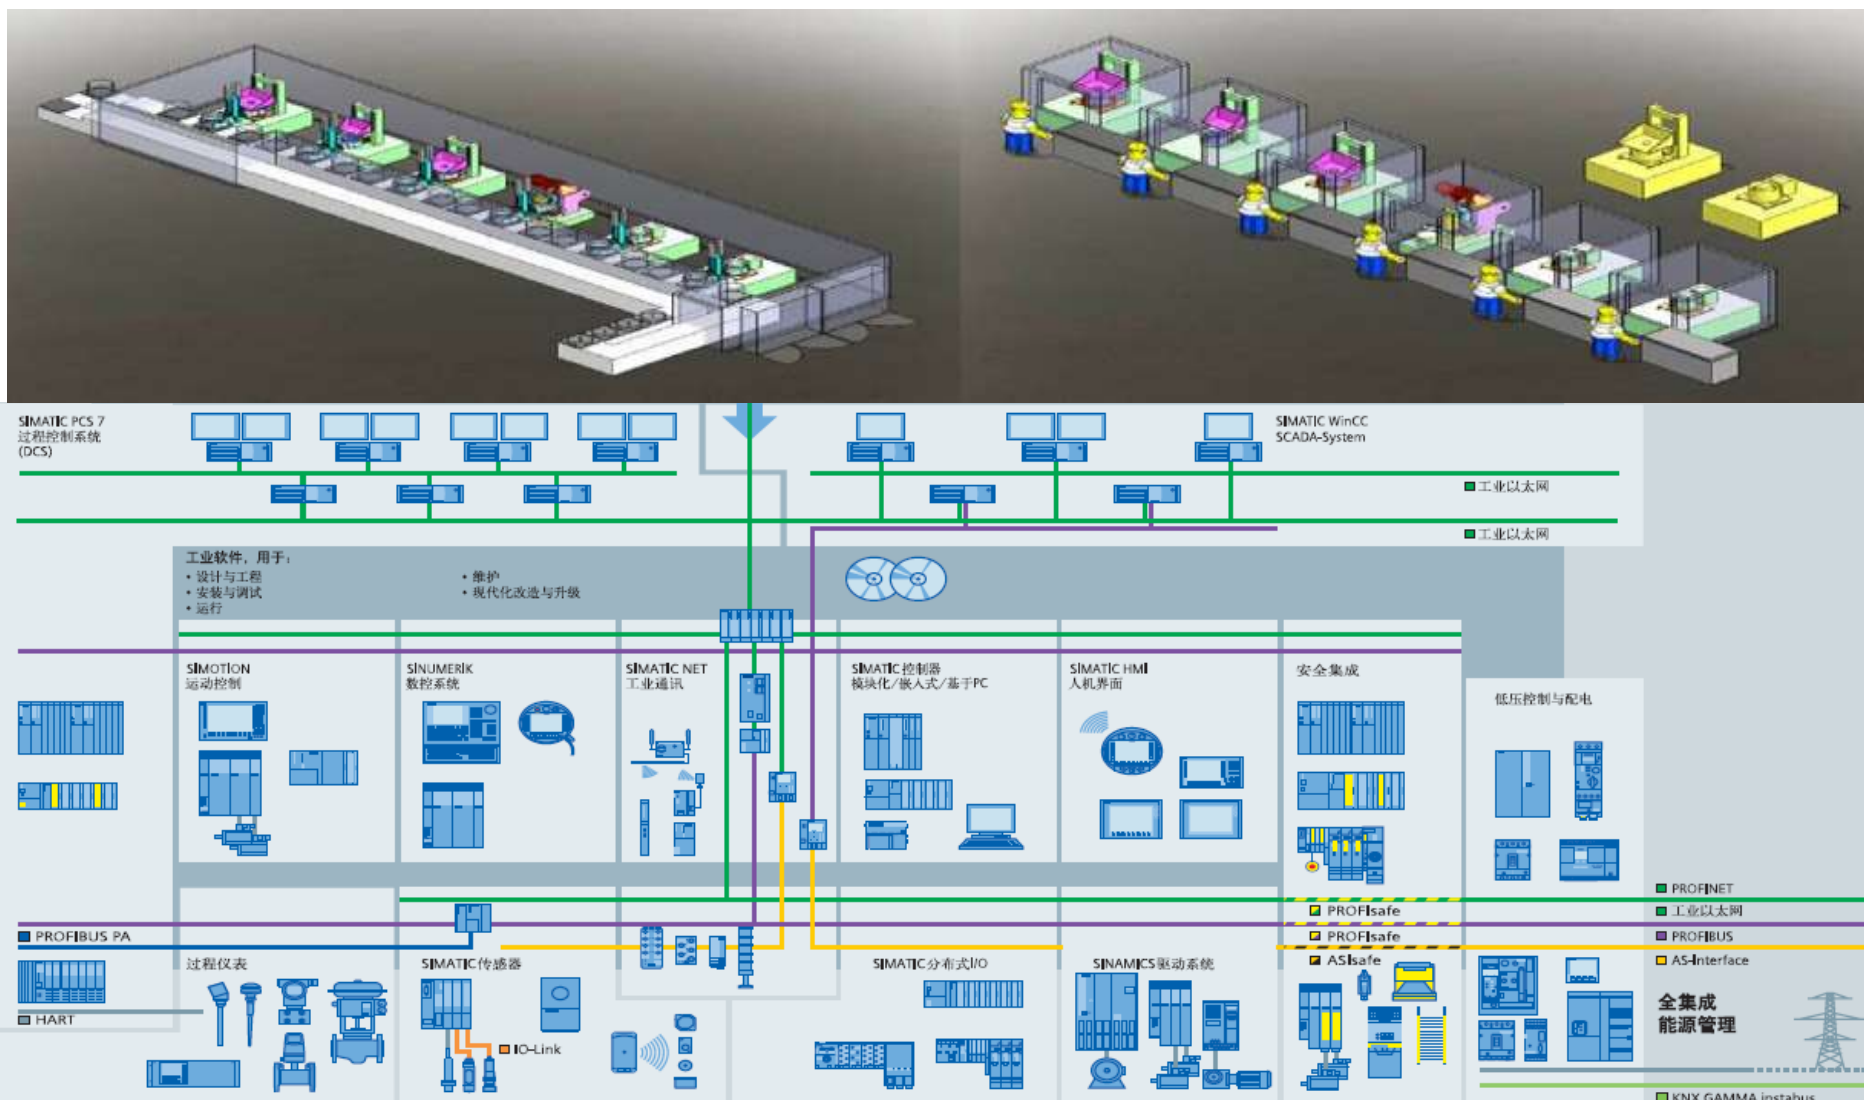 SIMATIC PCS 7
过程控制系统
(DCS)
SIMATIC WinCC
SCADA-System
工业以太网
工业以太网
工业软件，用于：
• 设计与工程
• 安装与调试
• 运行
• 维护
• 现代化改造与升级
SIMOTION
运动控制
SINUMERIK
数控系统
SIMATIC NET
工业通讯
SIMATIC 控制器
模块化/嵌入式/基于PC
SIMATIC HMI
人机界面
安全集成
低压控制与配电
PROFINET
工业以太网
PROFIBUS
AS-Interface
PROFIsafe
PROFIsafe
ASIsafe
PROFIBUS PA
HART
过程仪表
SIMATIC传感器
IO-Link
SIMATIC分布式I/O
SINAMICS驱动系统
全集成
能源管理
KNX GAMMA instabus